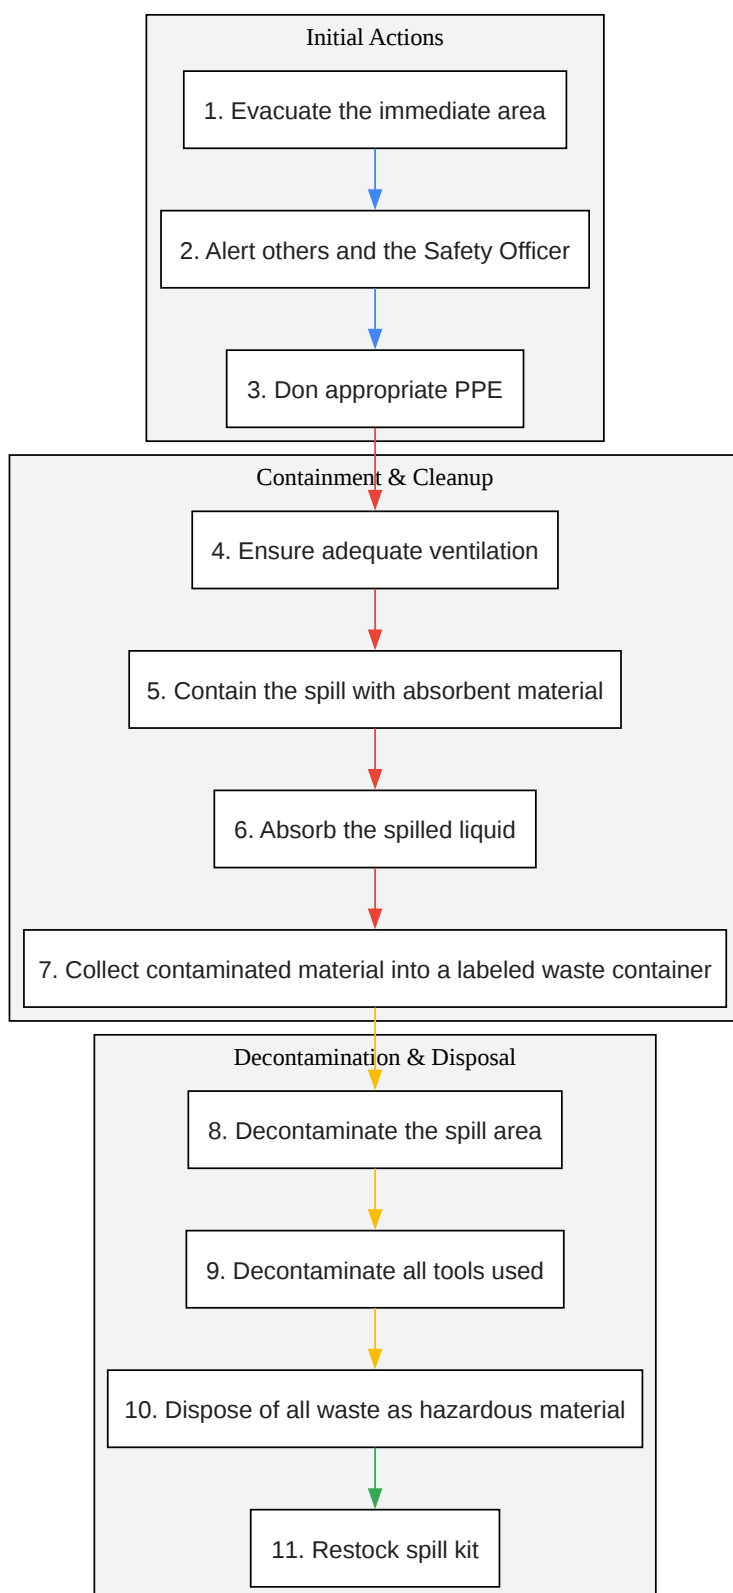 Initial Actions
1. Evacuate the immediate area
2. Alert others and the Safety Officer
3. Don appropriate PPE
Containment & Cleanup
4. Ensure adequate ventilation
5. Contain the spill with absorbent material
6. Absorb the spilled liquid
7. Collect contaminated material into a labeled waste container
Decontamination & Disposal
8. Decontaminate the spill area
9. Decontaminate all tools used
10. Dispose of all waste as hazardous material
11. Restock spill kit